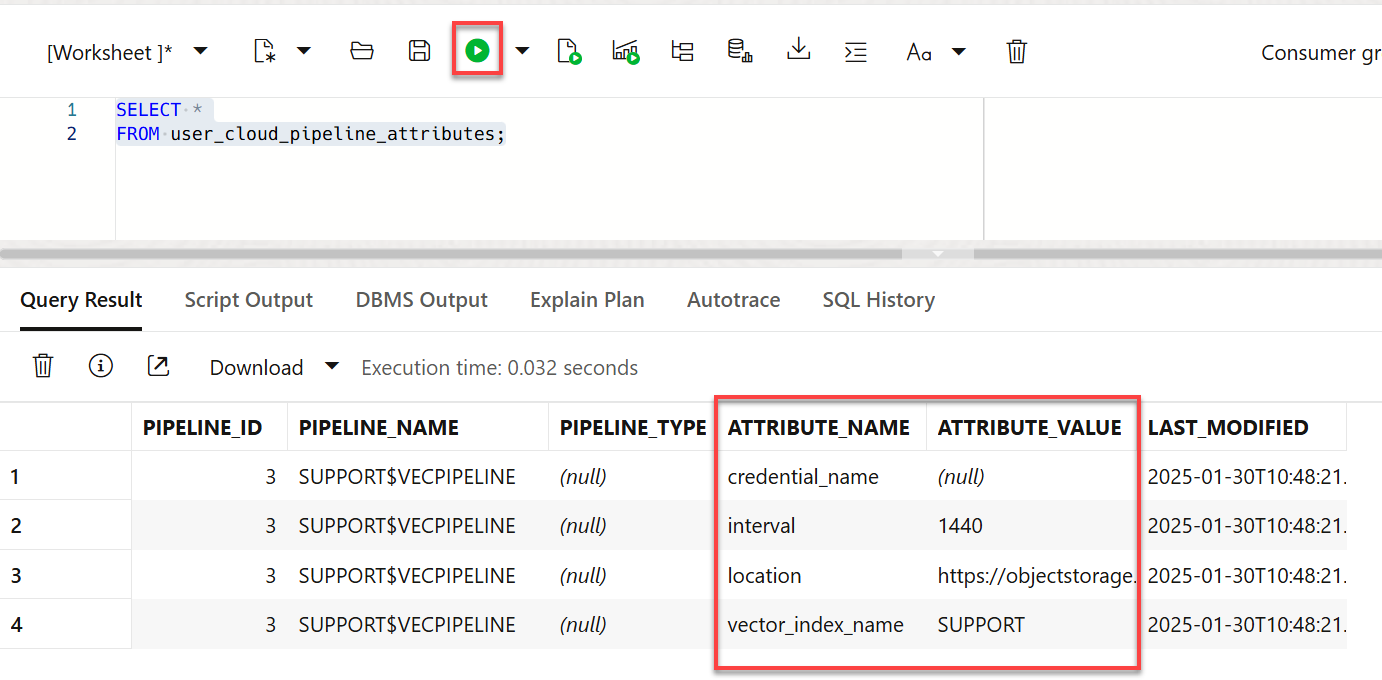 [Worksheet ]* Aa Consumer gr
1 SELECT *
2 FROM user_cloud_pipeline_attributes;
Query Result Script Output DBMS Output Explain Plan Autotrace SQL History
Download Execution time: 0.032 seconds
PIPELINE_ID PIPELINE_NAME PIPELINE_TYPE ATTRIBUTE_NAME ATTRIBUTE_VALUE LAST_MODIFIED
1 3 SUPPORT$VECPIPELINE (null) credential_name (null) 2025-01-30T10:48:21.
2 3 SUPPORT$VECPIPELINE (null) interval 1440 2025-01-30T10:48:21.
3 3 SUPPORT$VECPIPELINE (null) location https://objectstorage. 2025-01-30T10:48:21.
4 3 SUPPORT$VECPIPELINE (null) vector_index_name SUPPORT 2025-01-30T10:48:21.